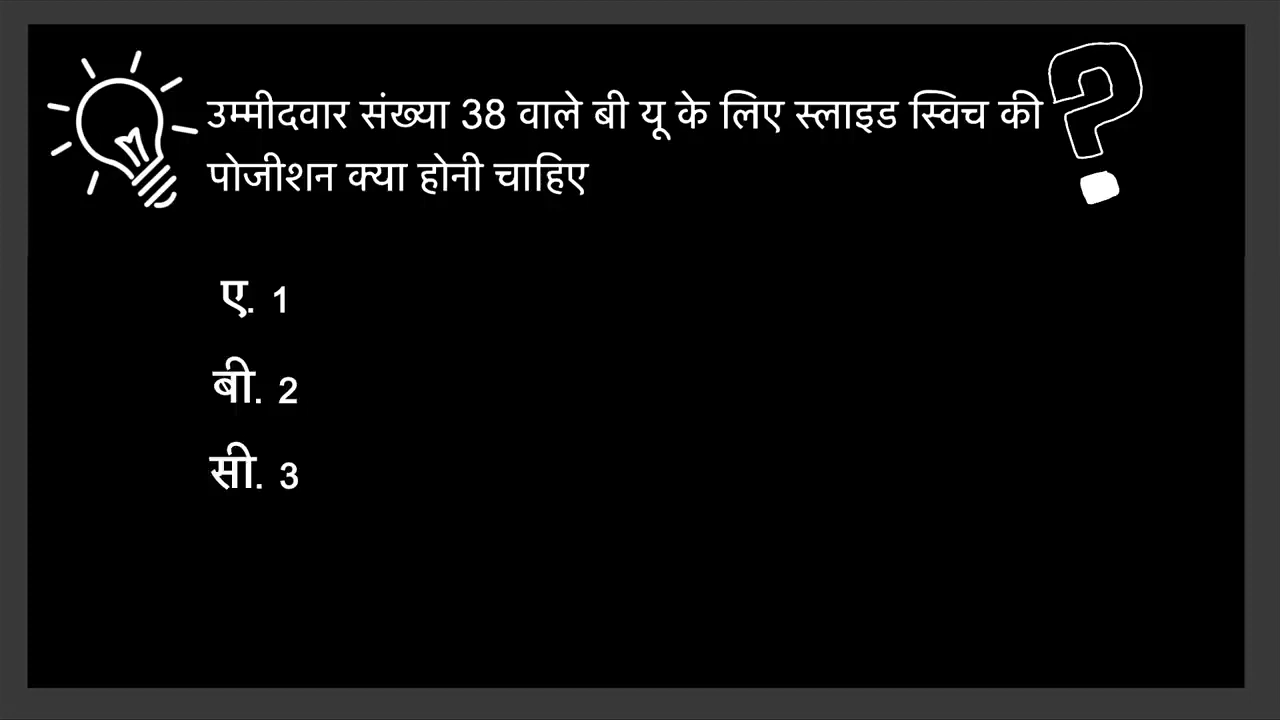 उम्मीदवार संख्या 38 वाले बी यू के लिए स्लाइड स्विच की
पोजीशन क्या होनी चाहिए
ए. 1
बी. 2
सी. 3